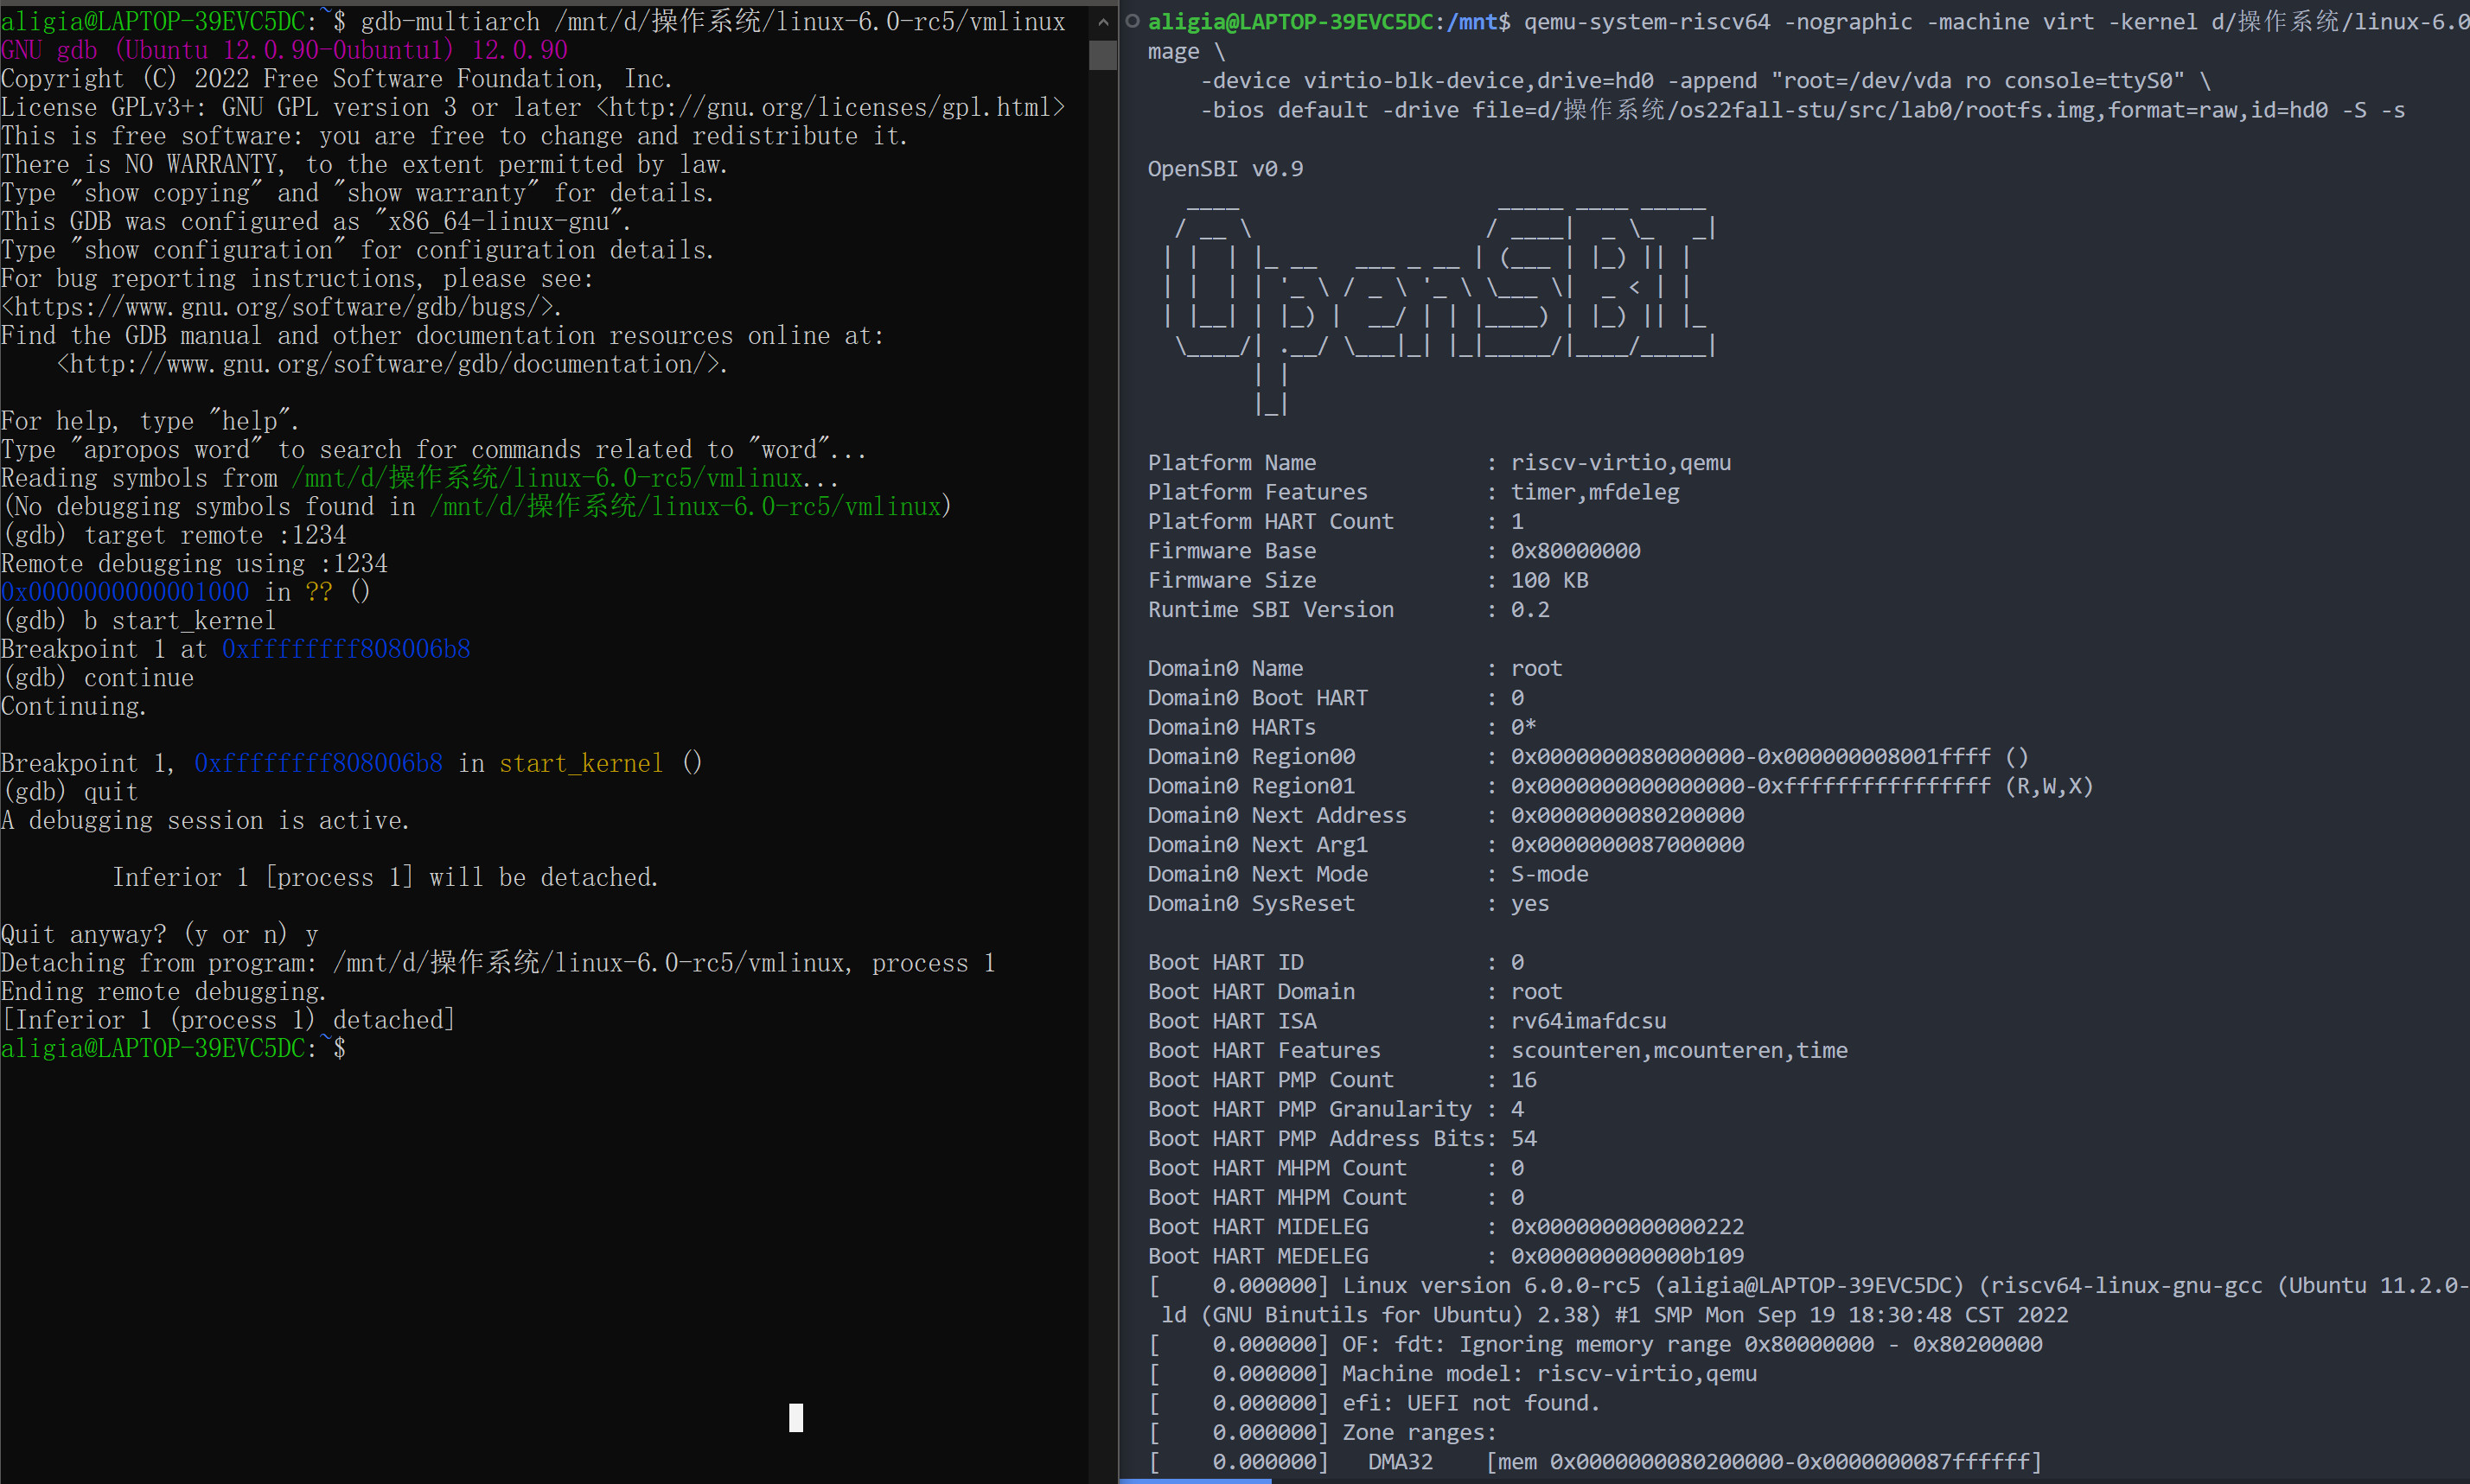 aligia@LAPTOP-39EVC5DC:~$ gdb-multiarch /mnt/d/操作系统/linux-6.0-rc5/vmlinux
GNU gdb (Ubuntu 12.0.90-0ubuntu1) 12.0.90
Copyright (C) 2022 Free Software Foundation, Inc.
License GPLv3+: GNU GPL version 3 or later <http://gnu.org/licenses/gpl.html>
This is free software: you are free to change and redistribute it.
There is NO WARRANTY, to the extent permitted by law.
Type "show copying" and "show warranty" for details.
This GDB was configured as "x86_64-linux-gnu".
Type "show configuration" for configuration details.
For bug reporting instructions, please see:
<https://www.gnu.org/software/gdb/bugs/>.
Find the GDB manual and other documentation resources online at:
    <http://www.gnu.org/software/gdb/documentation/>.

For help, type "help".
Type "apropos word" to search for commands related to "word"...
Reading symbols from /mnt/d/操作系统/linux-6.0-rc5/vmlinux...
(No debugging symbols found in /mnt/d/操作系统/linux-6.0-rc5/vmlinux)
(gdb) target remote :1234
Remote debugging using :1234
0x0000000000001000 in ?? ()
(gdb) b start_kernel
Breakpoint 1 at 0xffffffff808006b8
(gdb) continue
Continuing.

Breakpoint 1, 0xffffffff808006b8 in start_kernel ()
(gdb) quit
A debugging session is active.

        Inferior 1 [process 1] will be detached.

Quit anyway? (y or n) y
Detaching from program: /mnt/d/操作系统/linux-6.0-rc5/vmlinux, process 1
Ending remote debugging.
[Inferior 1 (process 1) detached]
aligia@LAPTOP-39EVC5DC:~$
aligia@LAPTOP-39EVC5DC:/mnt$ qemu-system-riscv64 -nographic -machine virt -kernel d/操作系统/linux-6.0
mage \
    -device virtio-blk-device,drive=hd0 -append "root=/dev/vda ro console=ttyS0" \
    -bios default -drive file=d/操作系统/os22fall-stu/src/lab0/rootfs.img,format=raw,id=hd0 -S -s

OpenSBI v0.9
OpenSBI

Platform Name             : riscv-virtio,qemu
Platform Features         : timer,mfdeleg
Platform HART Count       : 1
Firmware Base             : 0x80000000
Firmware Size             : 100 KB
Runtime SBI Version       : 0.2

Domain0 Name              : root
Domain0 Boot HART         : 0
Domain0 HARTs             : 0*
Domain0 Region00          : 0x0000000080000000-0x000000008001ffff ()
Domain0 Region01          : 0x0000000000000000-0xffffffffffffffff (R,W,X)
Domain0 Next Address      : 0x0000000080200000
Domain0 Next Arg1         : 0x0000000087000000
Domain0 Next Mode         : S-mode
Domain0 SysReset          : yes

Boot HART ID              : 0
Boot HART Domain          : root
Boot HART ISA             : rv64imafdcsu
Boot HART Features        : scounteren,mcounteren,time
Boot HART PMP Count       : 16
Boot HART PMP Granularity : 4
Boot HART PMP Address Bits: 54
Boot HART MHPM Count      : 0
Boot HART MHPM Count      : 0
Boot HART MIDELEG         : 0x0000000000000222
Boot HART MEDELEG         : 0x000000000000b109
[    0.000000] Linux version 6.0.0-rc5 (aligia@LAPTOP-39EVC5DC) (riscv64-linux-gnu-gcc (Ubuntu 11.2.0-
 ld (GNU Binutils for Ubuntu) 2.38) #1 SMP Mon Sep 19 18:30:48 CST 2022
[    0.000000] OF: fdt: Ignoring memory range 0x80000000 - 0x80200000
[    0.000000] Machine model: riscv-virtio,qemu
[    0.000000] efi: UEFI not found.
[    0.000000] Zone ranges:
[    0.000000]   DMA32    [mem 0x0000000080200000-0x0000000087ffffff]